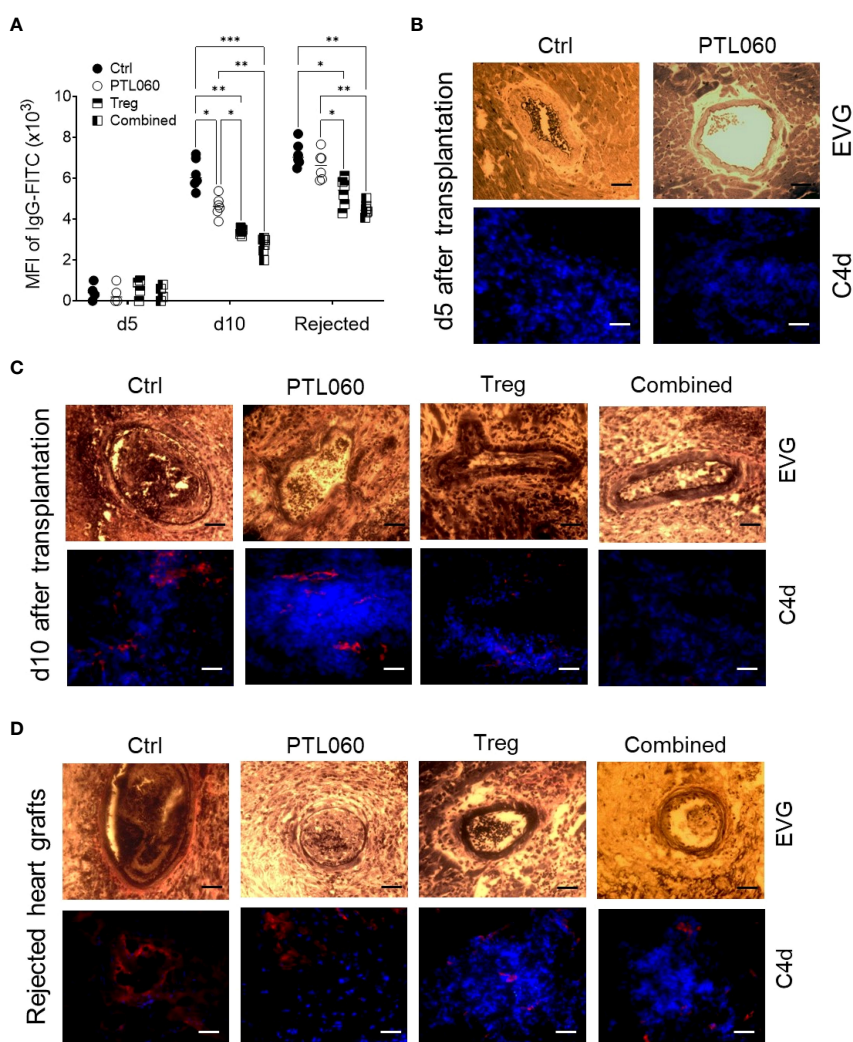 A
***
**
**
*
*
**
*
**
*
**
Ctrl
PTL060
Treg
Combined
MFI of IgG-FITC (x10³)
10
8
6
4
2
0
d5
d10
Rejected
B
Ctrl
PTL060
d5 after transplantation
EVG
C4d
C
Ctrl
PTL060
Treg
Combined
d10 after transplantation
EVG
C4d
D
Ctrl
PTL060
Treg
Combined
Rejected heart grafts
EVG
C4d